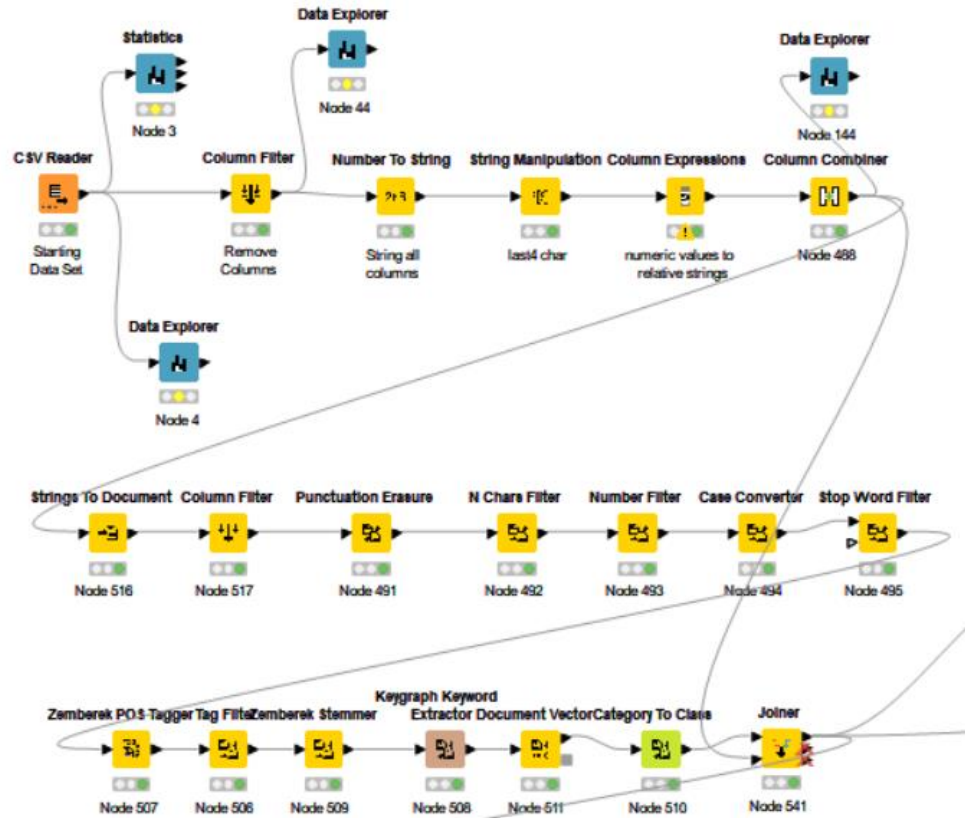 Statistics
Node 3
Data Explorer
Node 44
Data Explorer
Node 144
CSV Reader
Starting
Data Set
Column Filter
Remove
Columns
Number To String
String all
columns
String Manipulation
last4 char
Column Expressions
numeric values to
relative strings
Column Combiner
Node 488
Data Explorer
Node 4
Strings To Document
Node 516
Column Filter
Node 517
Punctuation Erasure
Node 491
N Chars Filter
Node 492
Number Filter
Node 493
Case Converter
Node 494
Stop Word Filter
Node 495
Zemberek POS Tagger
Node 507
Tag Filter
Node 506
Zemberek Stemmer
Node 509
Keygraph Keyword
Extractor
Node 508
Document Vector
Node 511
Category To Class
Node 510
Joiner
Node 541